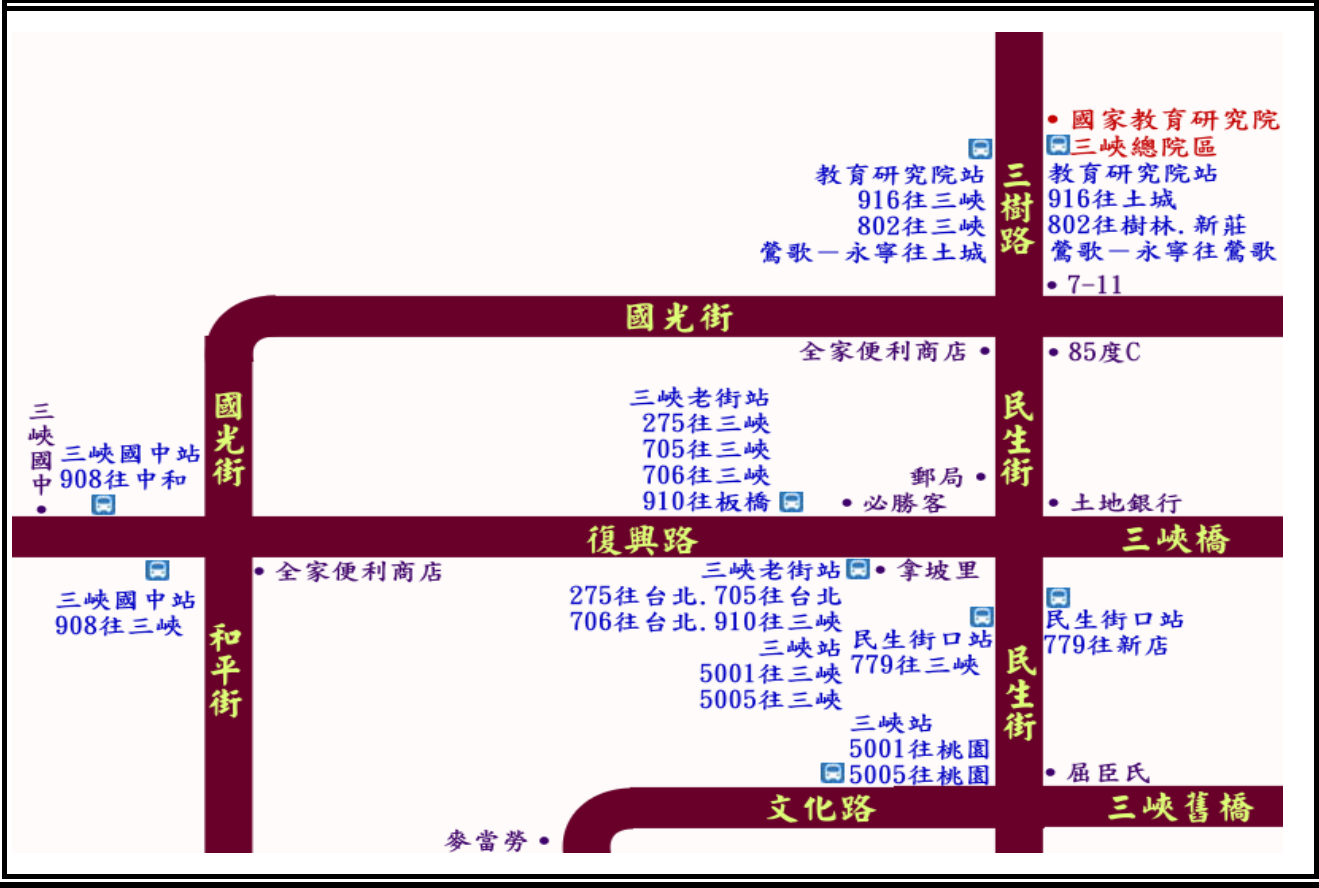 國家教育研究院
三峽總院區
教育研究院站
916往土城
802往樹林.新莊
鶯歌－永寧往鶯歌
7-11
教育研究院站
916往三峽
802往三峽
鶯歌－永寧往土城
三樹路
國光街
全家便利商店
85度C
國光街
三峽國中
三峽國中站
908往中和
三峽老街站
275往三峽
705往三峽
706往三峽
910往板橋
必勝客
郵局
民生街
土地銀行
復興路
三峽橋
三峽國中站
908往三峽
全家便利商店
和平街
三峽老街站
275往台北.705往台北
706往台北.910往三峽
三峽站
5001往三峽
5005往三峽
拿坡里
民生街口站
779往三峽
三峽站
5001往桃園
5005往桃園
民生街
民生街口站
779往新店
屈臣氏
文化路
三峽舊橋
麥當勞